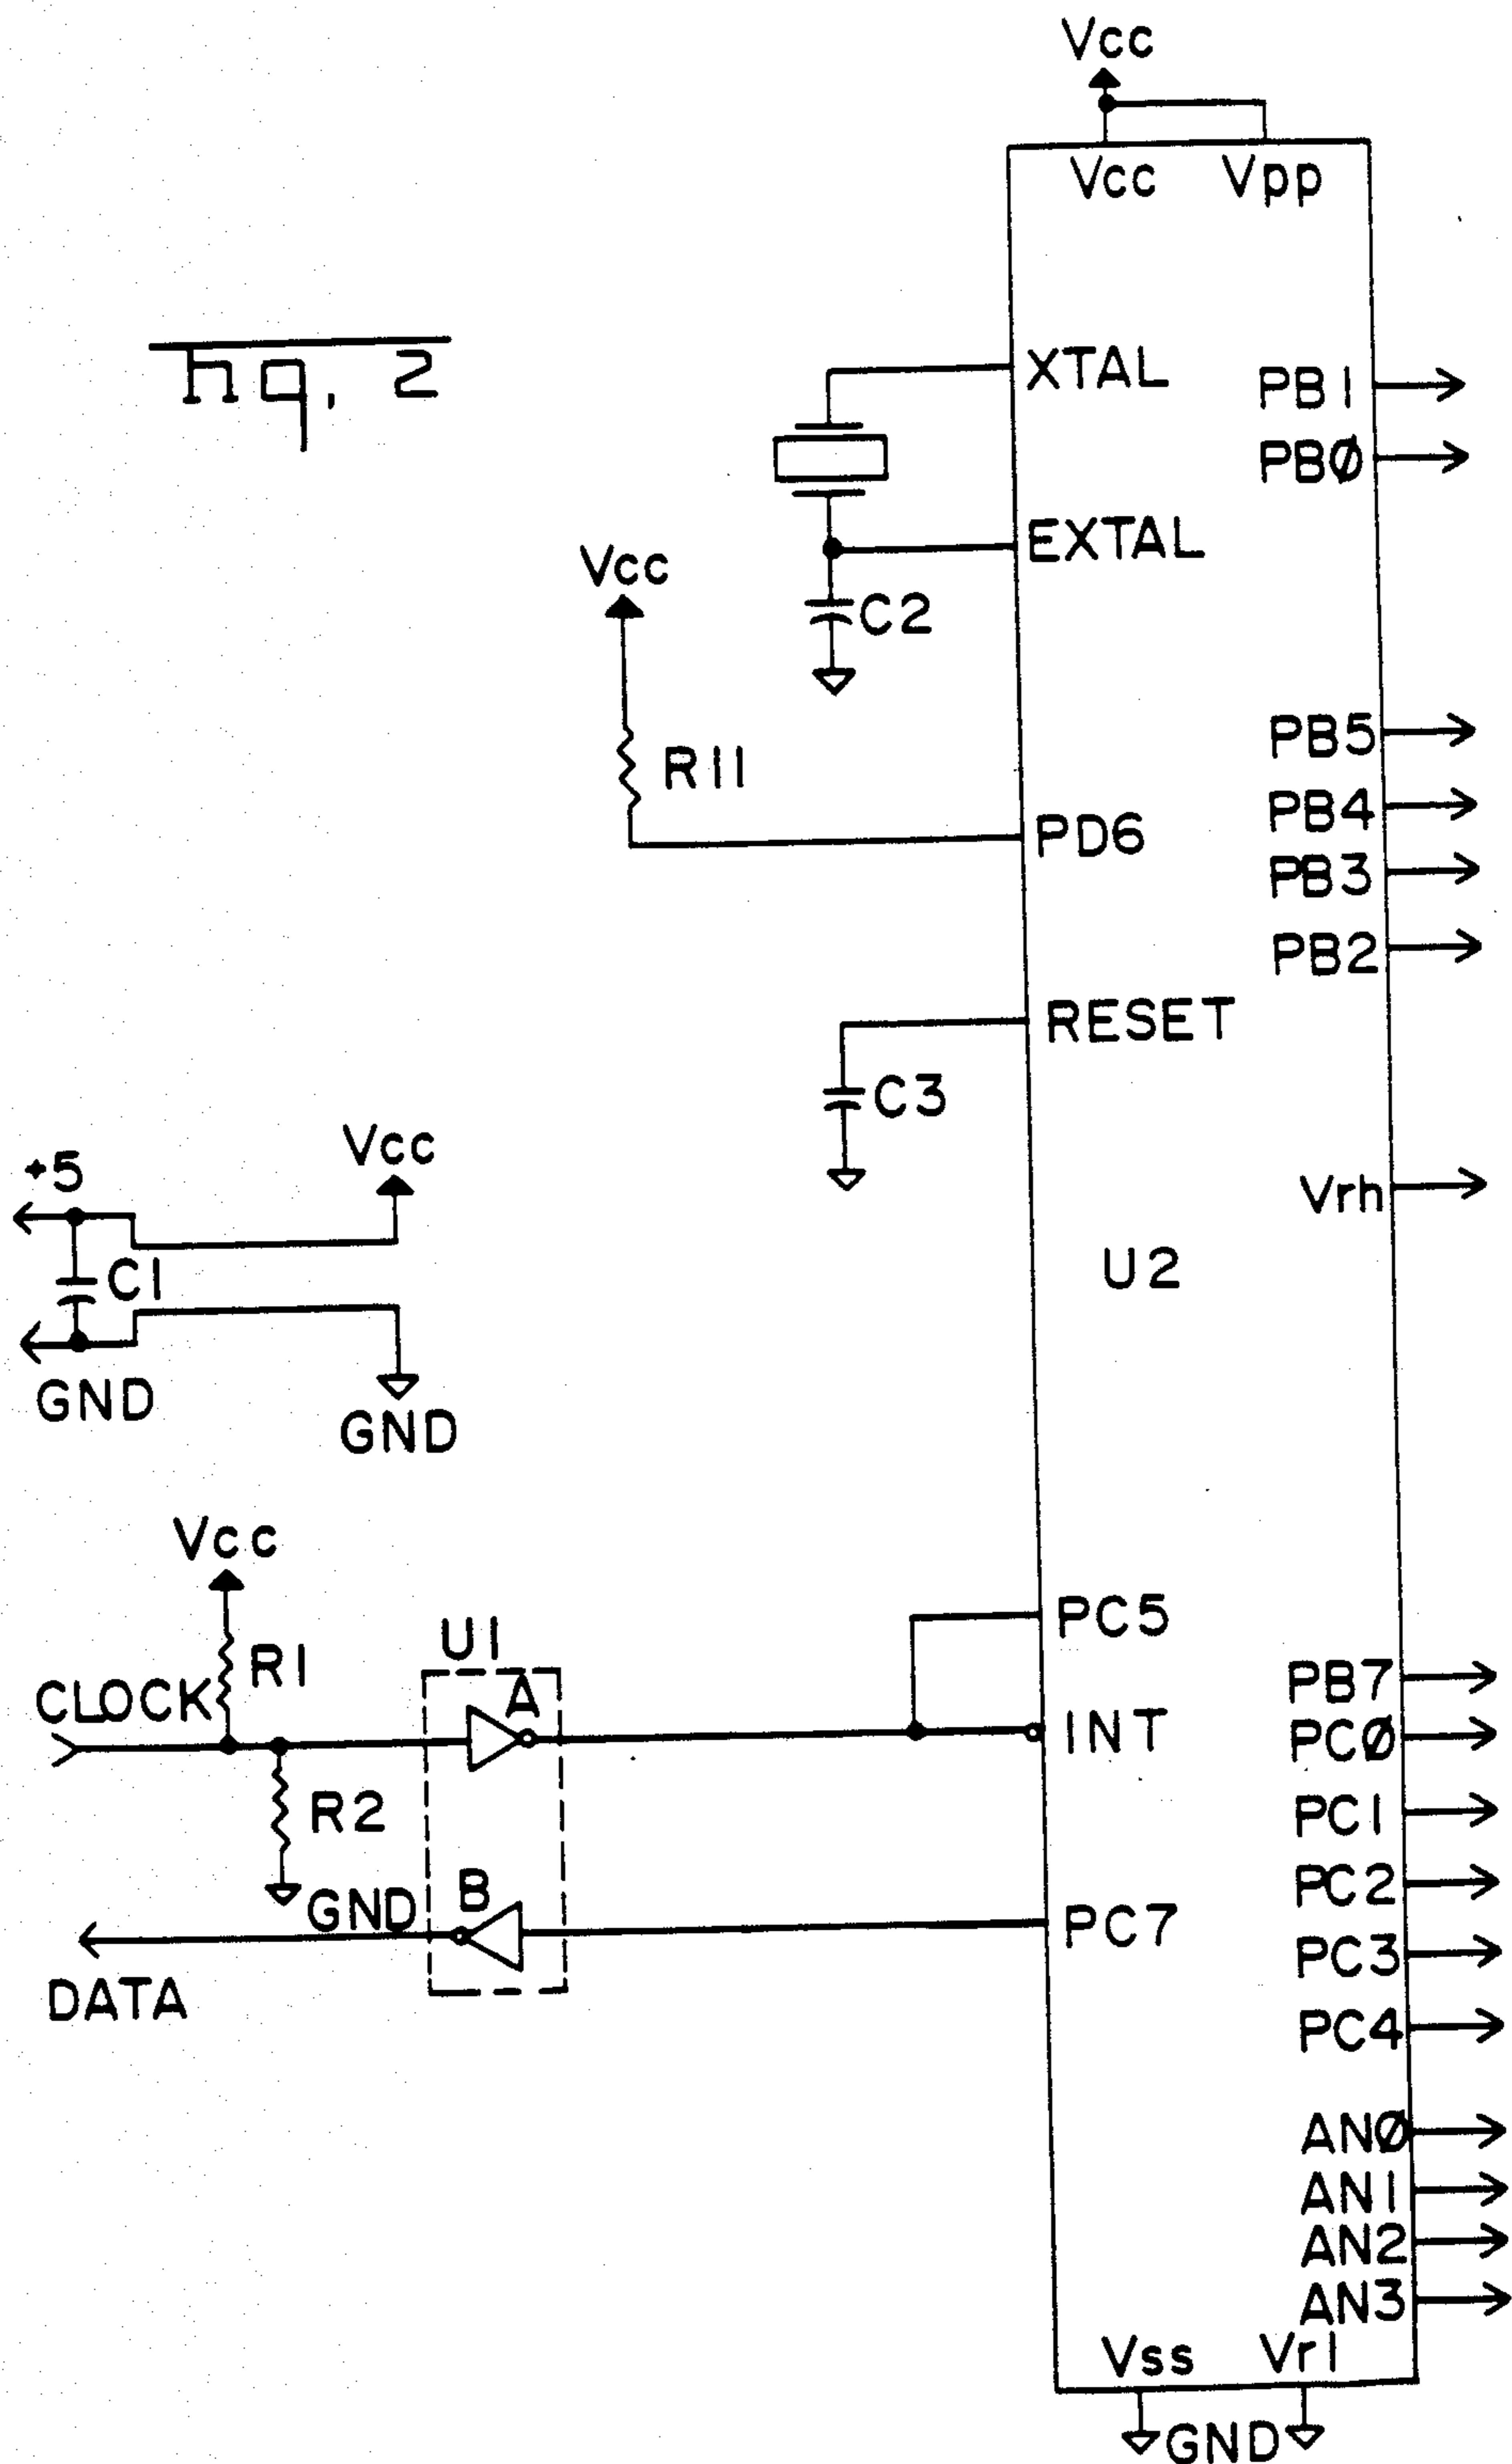 Vcc
Vcc Vpp
Fig. 2
XTAL
PB1
PBØ
EXTAL
Vcc
C2
PB5
R11
PB4
PD6
PB3
PB2
RESET
C3
Vcc
+5
Vrh
C1
U2
GND
GND
Vcc
PC5
U1
R1
A
PB7
CLOCK
INT
PCØ
R2
PC1
B
PC2
GND
PC7
PC3
DATA
PC4
ANØ
AN1
AN2
AN3
Vss Vrl
GND